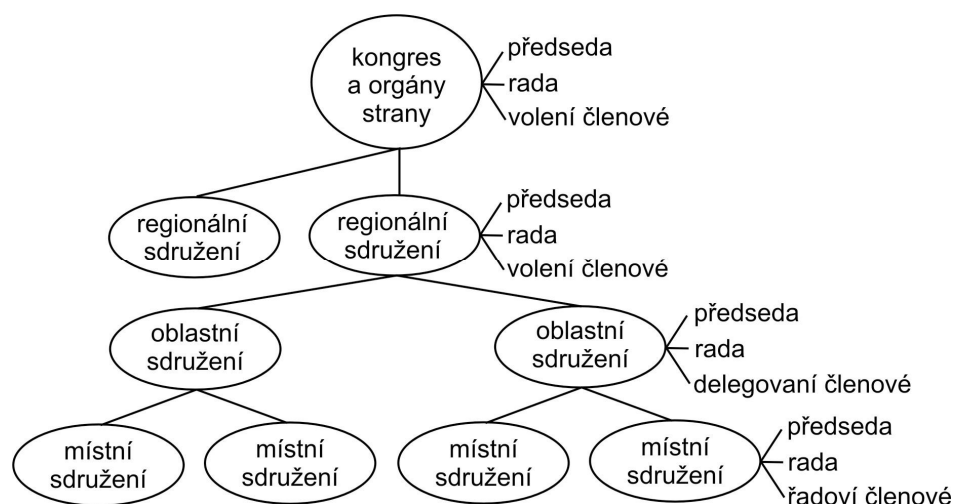 kongres
a orgány
strany
předseda
rada
volení členové
regionální
sdružení
regionální
sdružení
předseda
rada
volení členové
oblastní
sdružení
oblastní
sdružení
předseda
rada
delegovaní členové
místní
sdružení
místní
sdružení
místní
sdružení
místní
sdružení
předseda
rada
řadoví členové